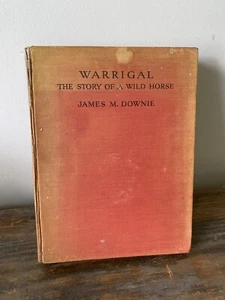 WARRIGAL
THE STORY OF A WILD HORSE
JAMES M. DOWNIE